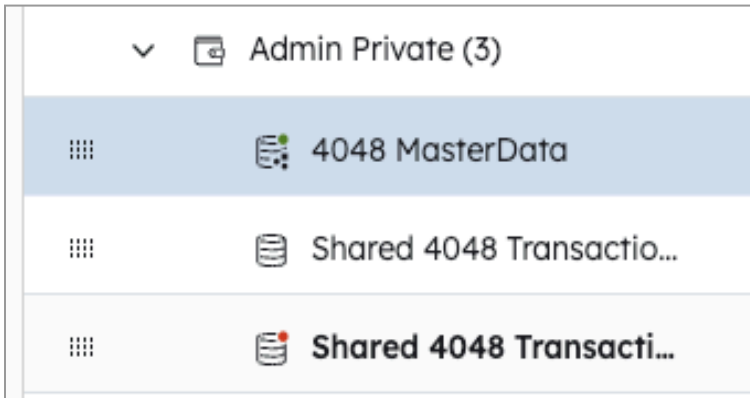 Admin Private (3)
4048 MasterData
Shared 4048 Transactio...
Shared 4048 Transacti...